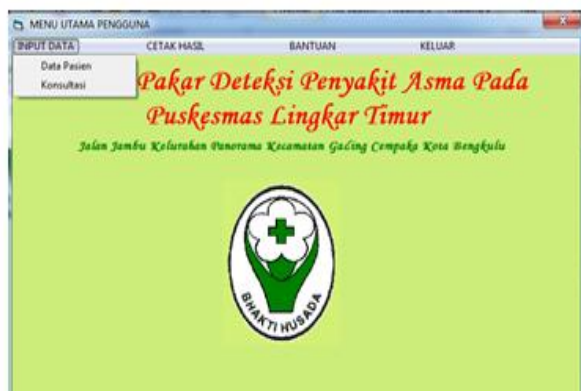 MENU UTAMA PENGGUNA
INPUT DATA CETAK HASIL BANTUAN KELUAR
Data Pasien
Konsultasi
Pakar Deteksi Penyakit Asma Pada
Puskesmas Lingkar Timur
Jalan Jambu Kelurahan Panorama Kecamatan Gading Cempaka Kota Bengkulu
BHAKTI HUSADA